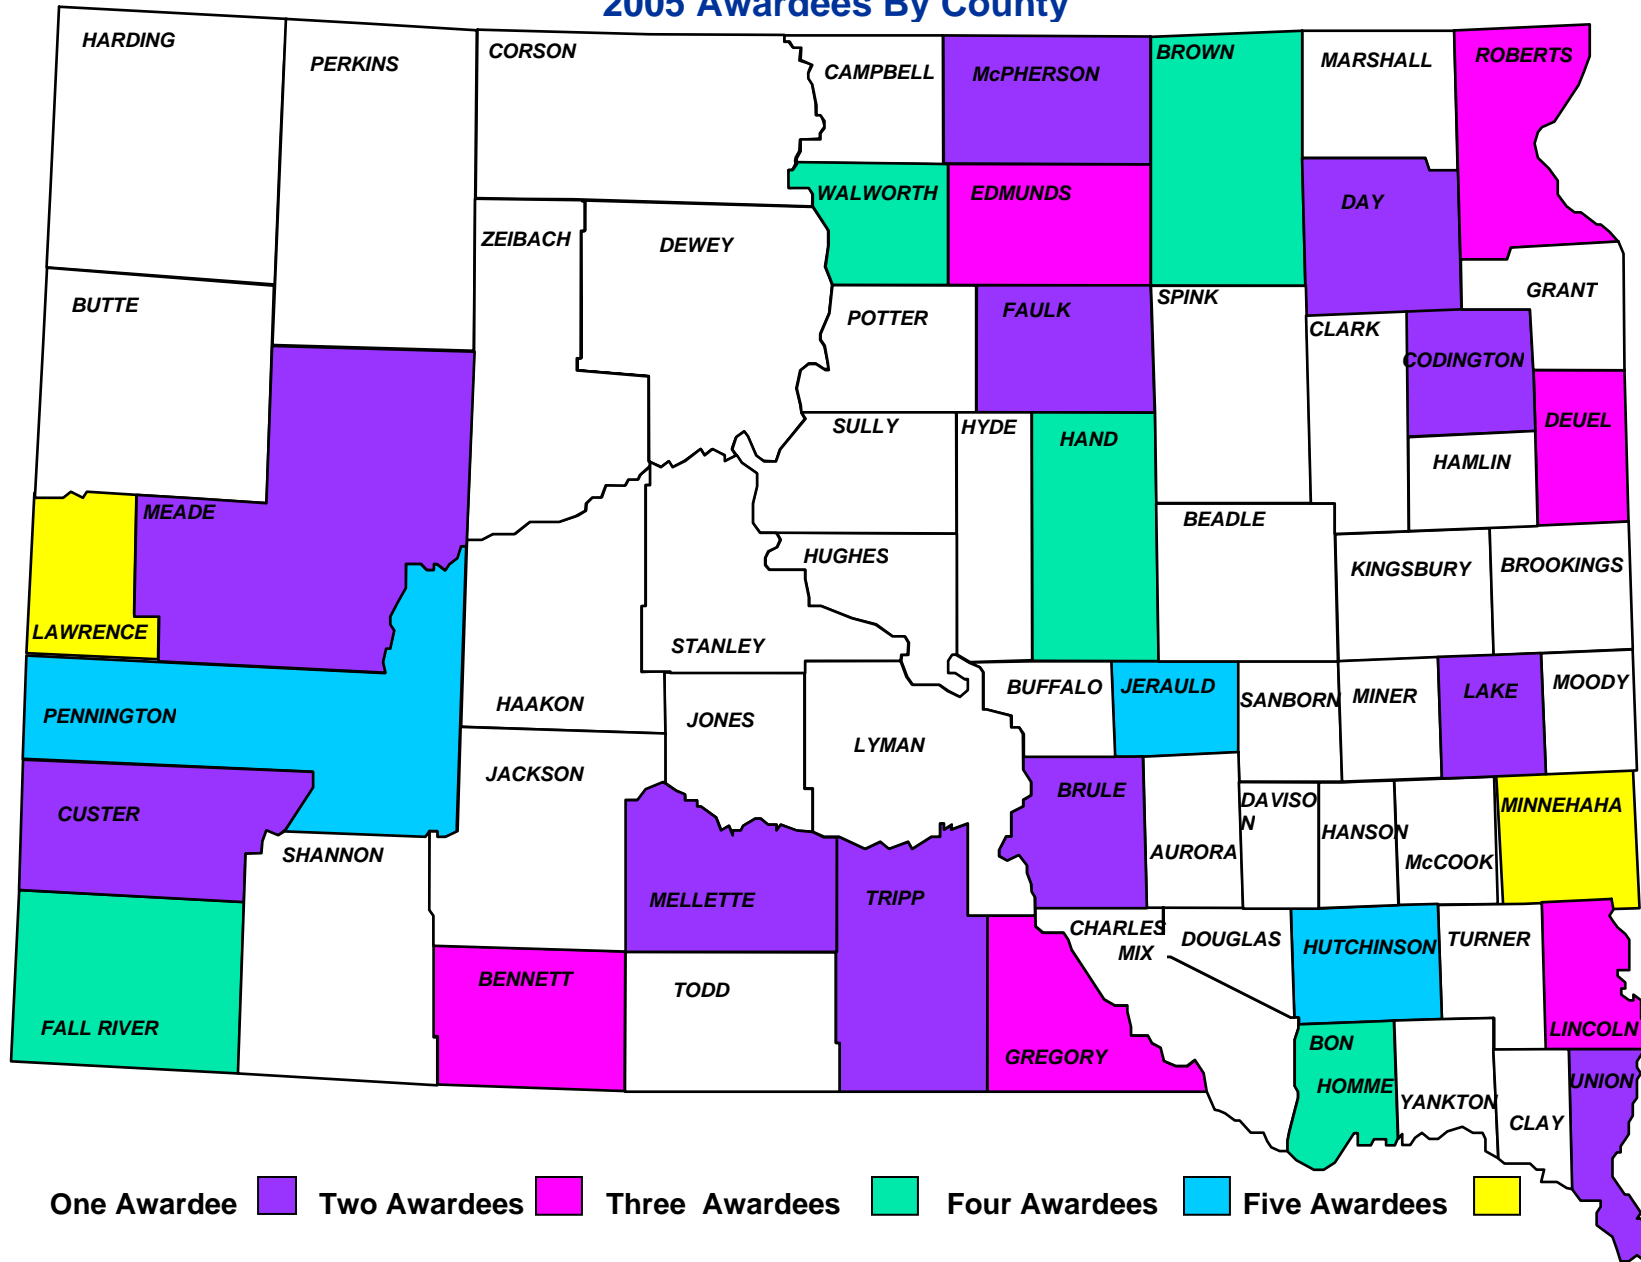 2005 Awardees By County
HARDING
PERKINS
CORSON
CAMPBELL
McPHERSON
BROWN
MARSHALL
ROBERTS
WALWORTH
EDMUNDS
DAY
ZEIBACH
DEWEY
GRANT
BUTTE
POTTER
FAULK
SPINK
CLARK
CODINGTON
DEUEL
SULLY
HYDE
HAND
HAMLIN
MEADE
BEADLE
HUGHES
KINGSBURY
BROOKINGS
LAWRENCE
STANLEY
PENNINGTON
HAAKON
JONES
LYMAN
BUFFALO
JERAULD
SANBORN
MINER
LAKE
MOODY
JACKSON
CUSTER
BRULE
DAVISO
N
HANSON
MINNEHAHA
SHANNON
AURORA
McCOOK
MELLETTE
TRIPP
CHARLES
MIX
DOUGLAS
HUTCHINSON
TURNER
BENNETT
TODD
FALL RIVER
GREGORY
LINCOLN
BON
HOMME
YANKTON
CLAY
UNION
One Awardee
Two Awardees
Three Awardees
Four Awardees
Five Awardees